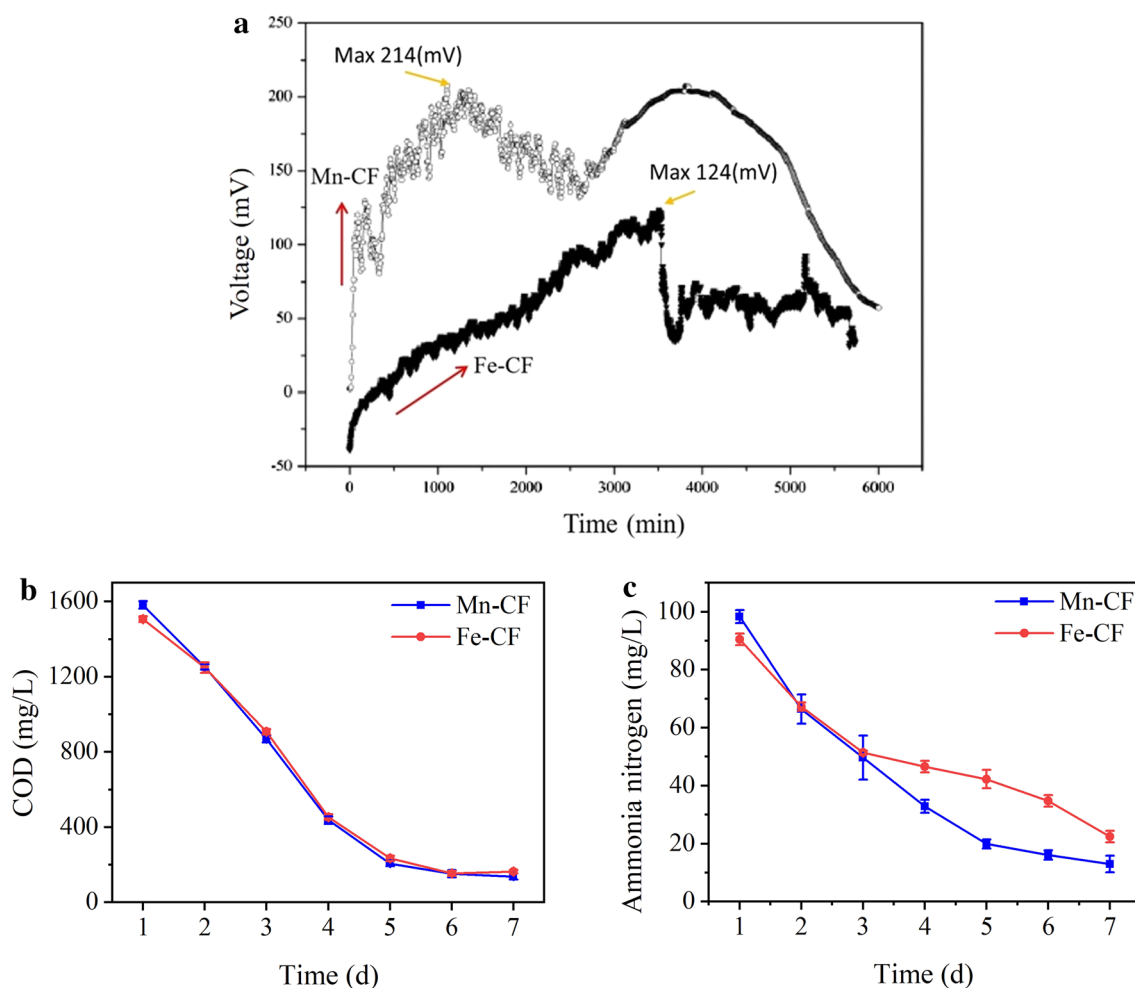 a
250
200
150
100
50
0
-50
Voltage (mV)
Max 214(mV)
Mn-CF
Max 124(mV)
Fe-CF
0 1000 2000 3000 4000 5000 6000
Time (min)
b
1600
1200
800
400
0
COD (mg/L)
Mn-CF
Fe-CF
1 2 3 4 5 6 7
Time (d)
c
100
80
60
40
20
0
Ammonia nitrogen (mg/L)
Mn-CF
Fe-CF
1 2 3 4 5 6 7
Time (d)